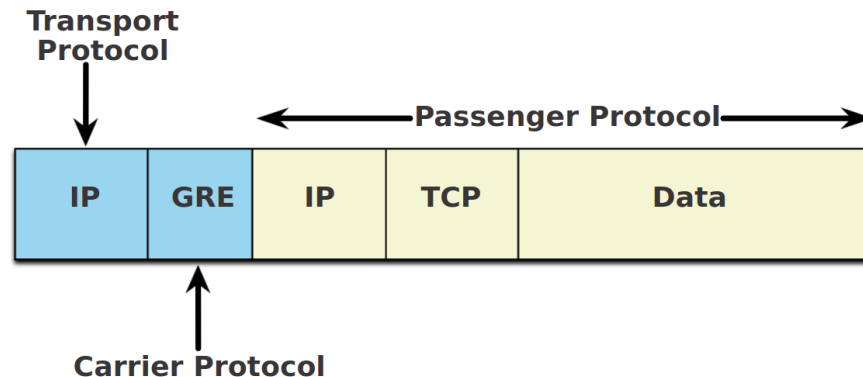 Transport
Protocol
Passenger Protocol
IP GRE IP TCP Data
Carrier Protocol